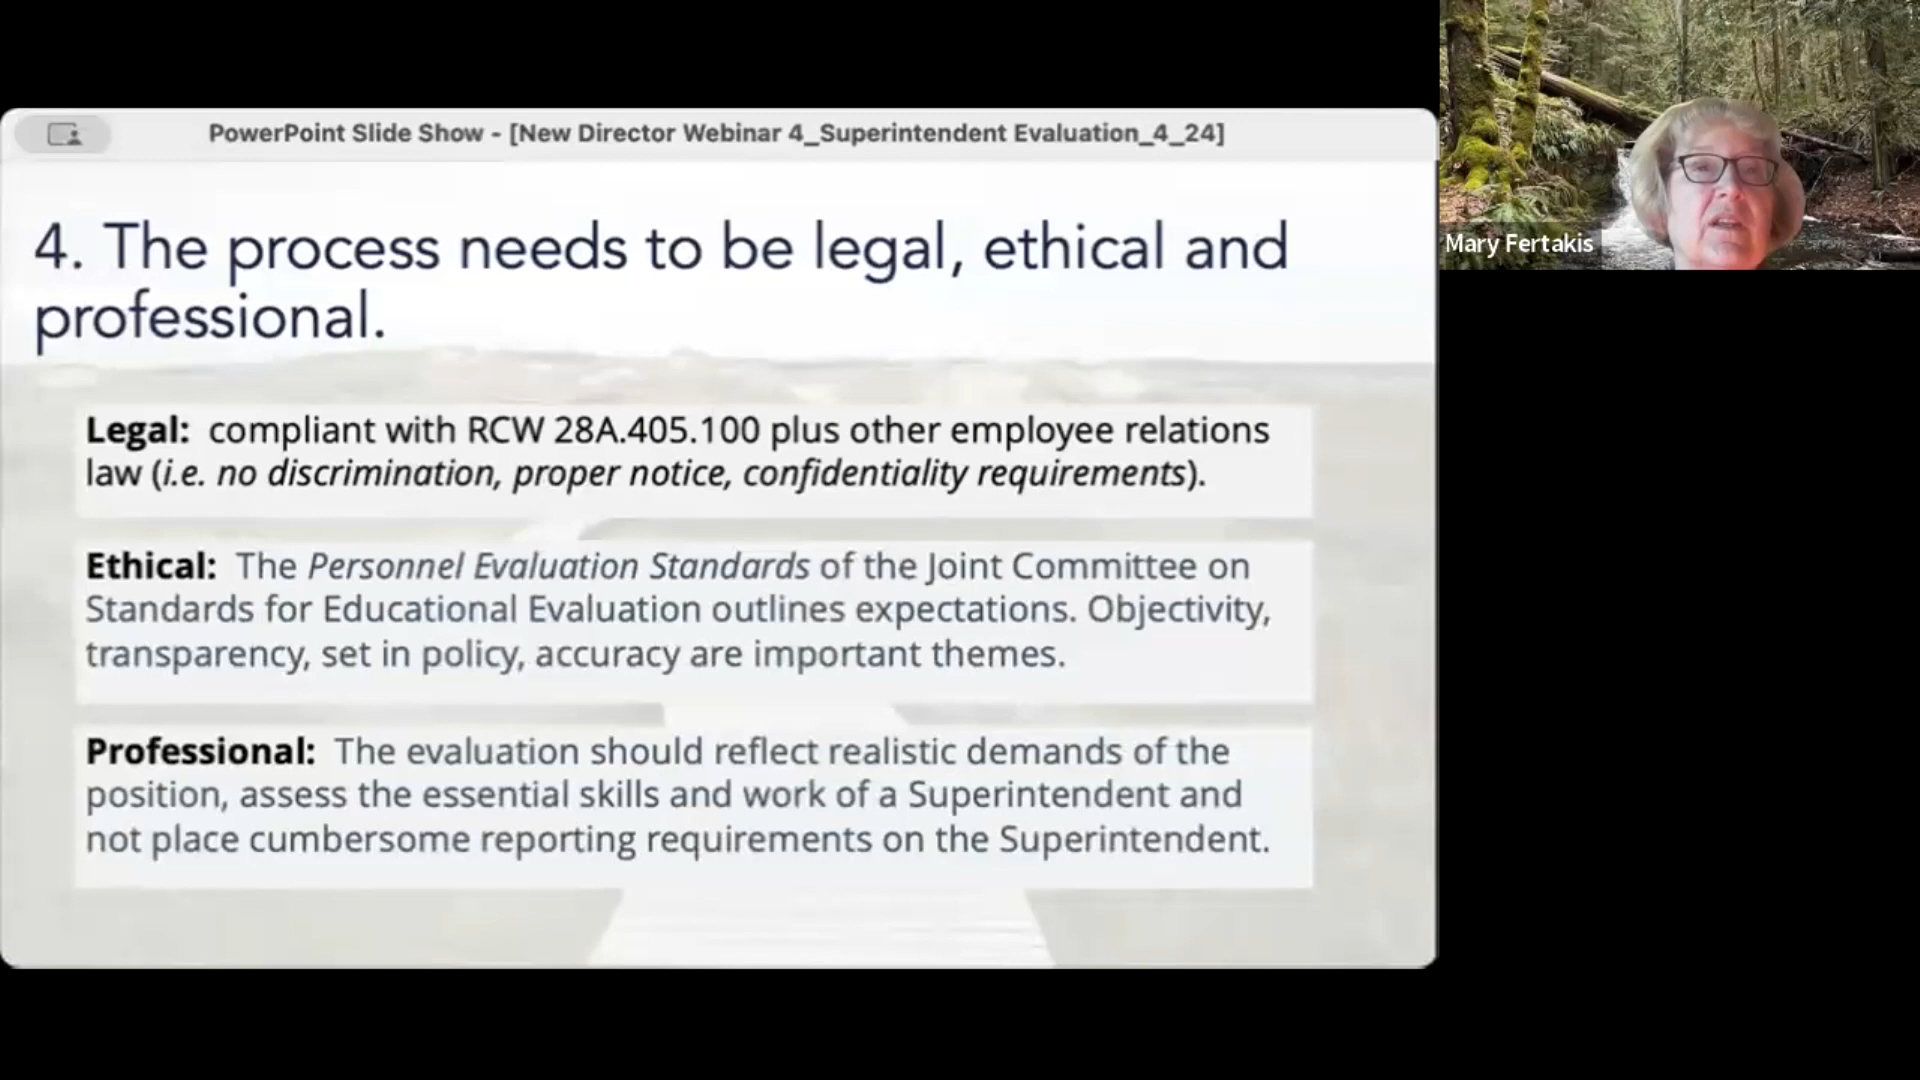 PowerPoint Slide Show - [New Director Webinar 4_Superintendent Evaluation_4_24]
4. The process needs to be legal, ethical and
professional.
Legal: compliant with RCW 28A.405.100 plus other employee relations
law (i.e. no discrimination, proper notice, confidentiality requirements).
Ethical: The Personnel Evaluation Standards of the Joint Committee on
Standards for Educational Evaluation outlines expectations. Objectivity,
transparency, set in policy, accuracy are important themes.
Professional: The evaluation should reflect realistic demands of the
position, assess the essential skills and work of a Superintendent and
not place cumbersome reporting requirements on the Superintendent.
Mary Fertakis